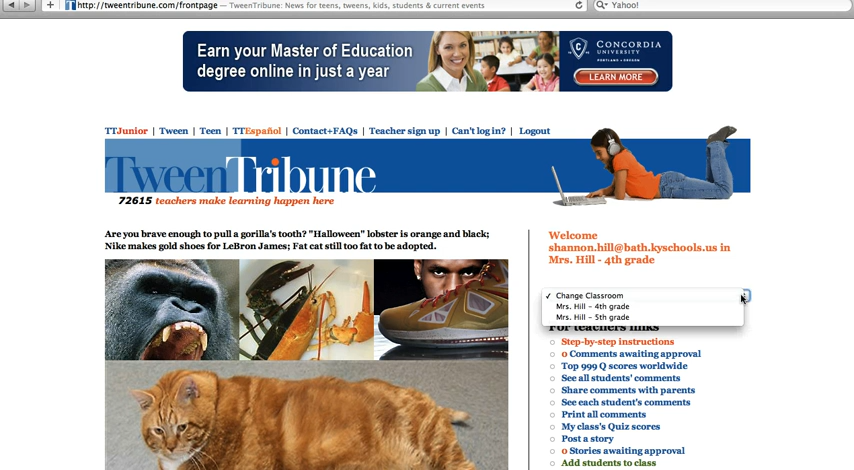 http://tweentribune.com/frontpage — TweenTribune: News for teens, tweens, kids, students & current events
Yahoo!
Earn your Master of Education
degree online in just a year
CONCORDIA
UNIVERSITY
PORTLAND • OREGON
LEARN MORE
TTJunior | Tween | Teen | TTEspañol | Contact+FAQs | Teacher sign up | Can't log in? | Logout
TweenTribune
72615 teachers make learning happen here
Are you brave enough to pull a gorilla's tooth? "Halloween" lobster is orange and black;
Nike makes gold shoes for LeBron James; Fat cat still too fat to be adopted.
Welcome
shannon.hill@bath.kyschools.us in
Mrs. Hill - 4th grade
✓ Change Classroom
Mrs. Hill – 4th grade
Mrs. Hill – 5th grade
For teachers links
Step-by-step instructions
0 Comments awaiting approval
Top 999 Q scores worldwide
See all students' comments
Share comments with parents
See each student's comments
Print all comments
My class's Quiz scores
Post a story
0 Stories awaiting approval
Add students to class